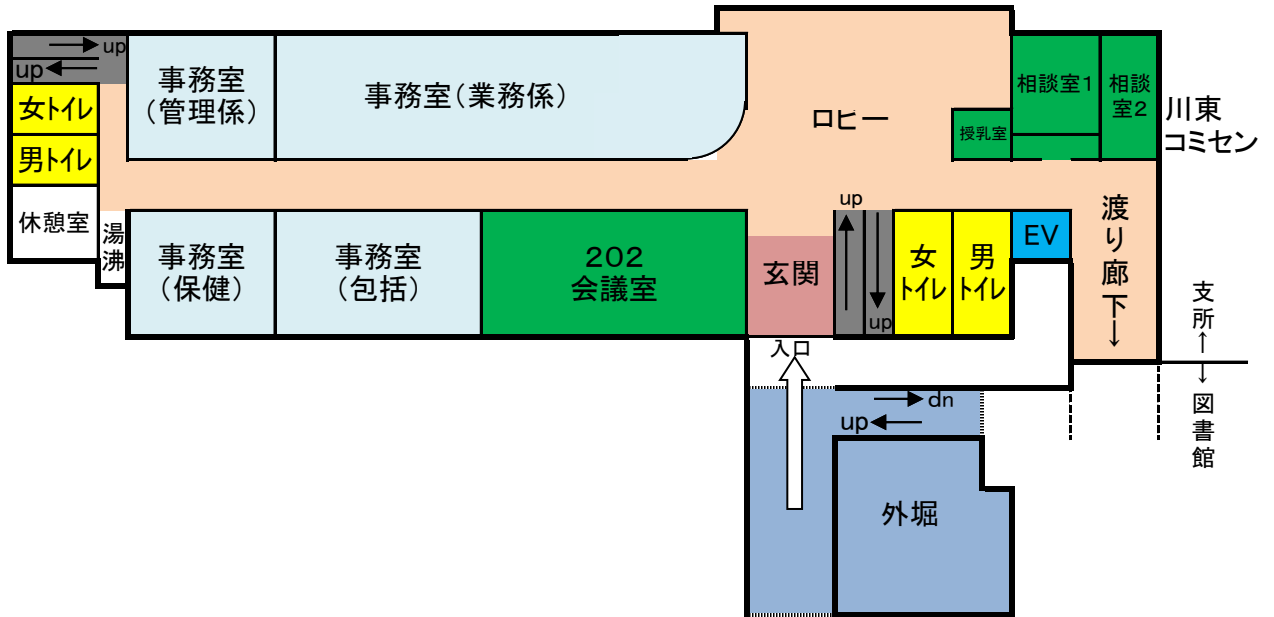 up
up
事務室
(管理係)
事務室(業務係)
ロビー
相談室1
相談
室2
川東
コミセン
授乳室
女トイレ
男トイレ
休憩室
湯
沸
事務室
(保健)
事務室
(包括)
202
会議室
玄関
up
up
女
トイレ
男
トイレ
EV
渡り廊下→
支所→
←図書館
入口
dn
up
外堀